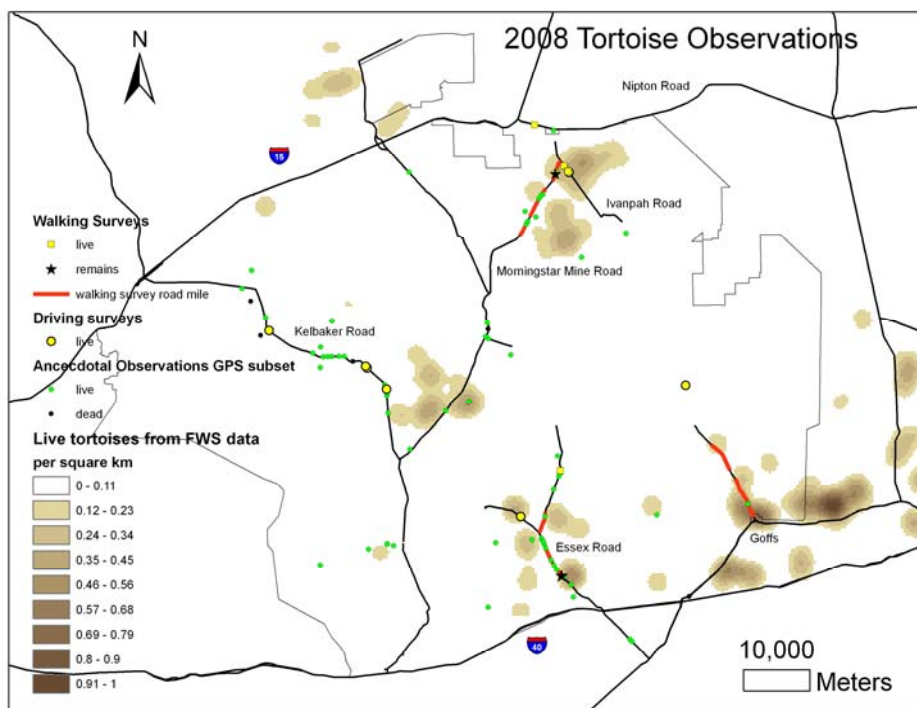 2008 Tortoise Observations
N
Nipton Road
15
Ivanpah Road
Morningstar Mine Road
Kelbaker Road
Essex Road
Goffs
40
Walking Surveys
live
remains
walking survey road mile
Driving surveys
live
Ancecdotal Observations GPS subset
live
dead
Live tortoises from FWS data
per square km
0 - 0.11
0.12 - 0.23
0.24 - 0.34
0.35 - 0.45
0.46 - 0.56
0.57 - 0.68
0.69 - 0.79
0.8 - 0.9
0.91 - 1
10,000
Meters